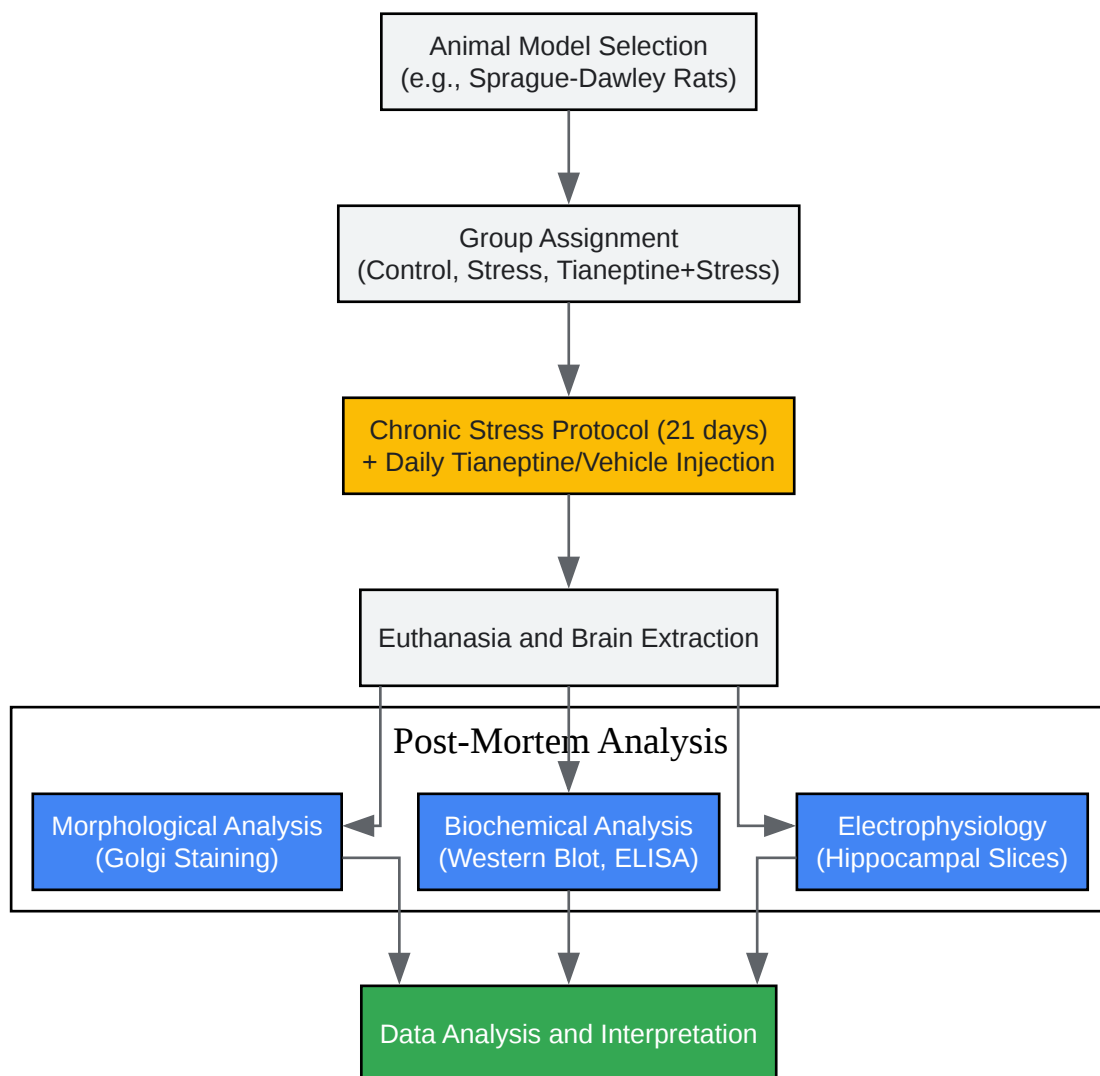 Animal Model Selection
(e.g., Sprague-Dawley Rats)
Group Assignment
(Control, Stress, Tianeptine+Stress)
Chronic Stress Protocol (21 days)
+ Daily Tianeptine/Vehicle Injection
Euthanasia and Brain Extraction
Post-Mortem Analysis
Morphological Analysis
(Golgi Staining)
Biochemical Analysis
(Western Blot, ELISA)
Electrophysiology
(Hippocampal Slices)
Data Analysis and Interpretation